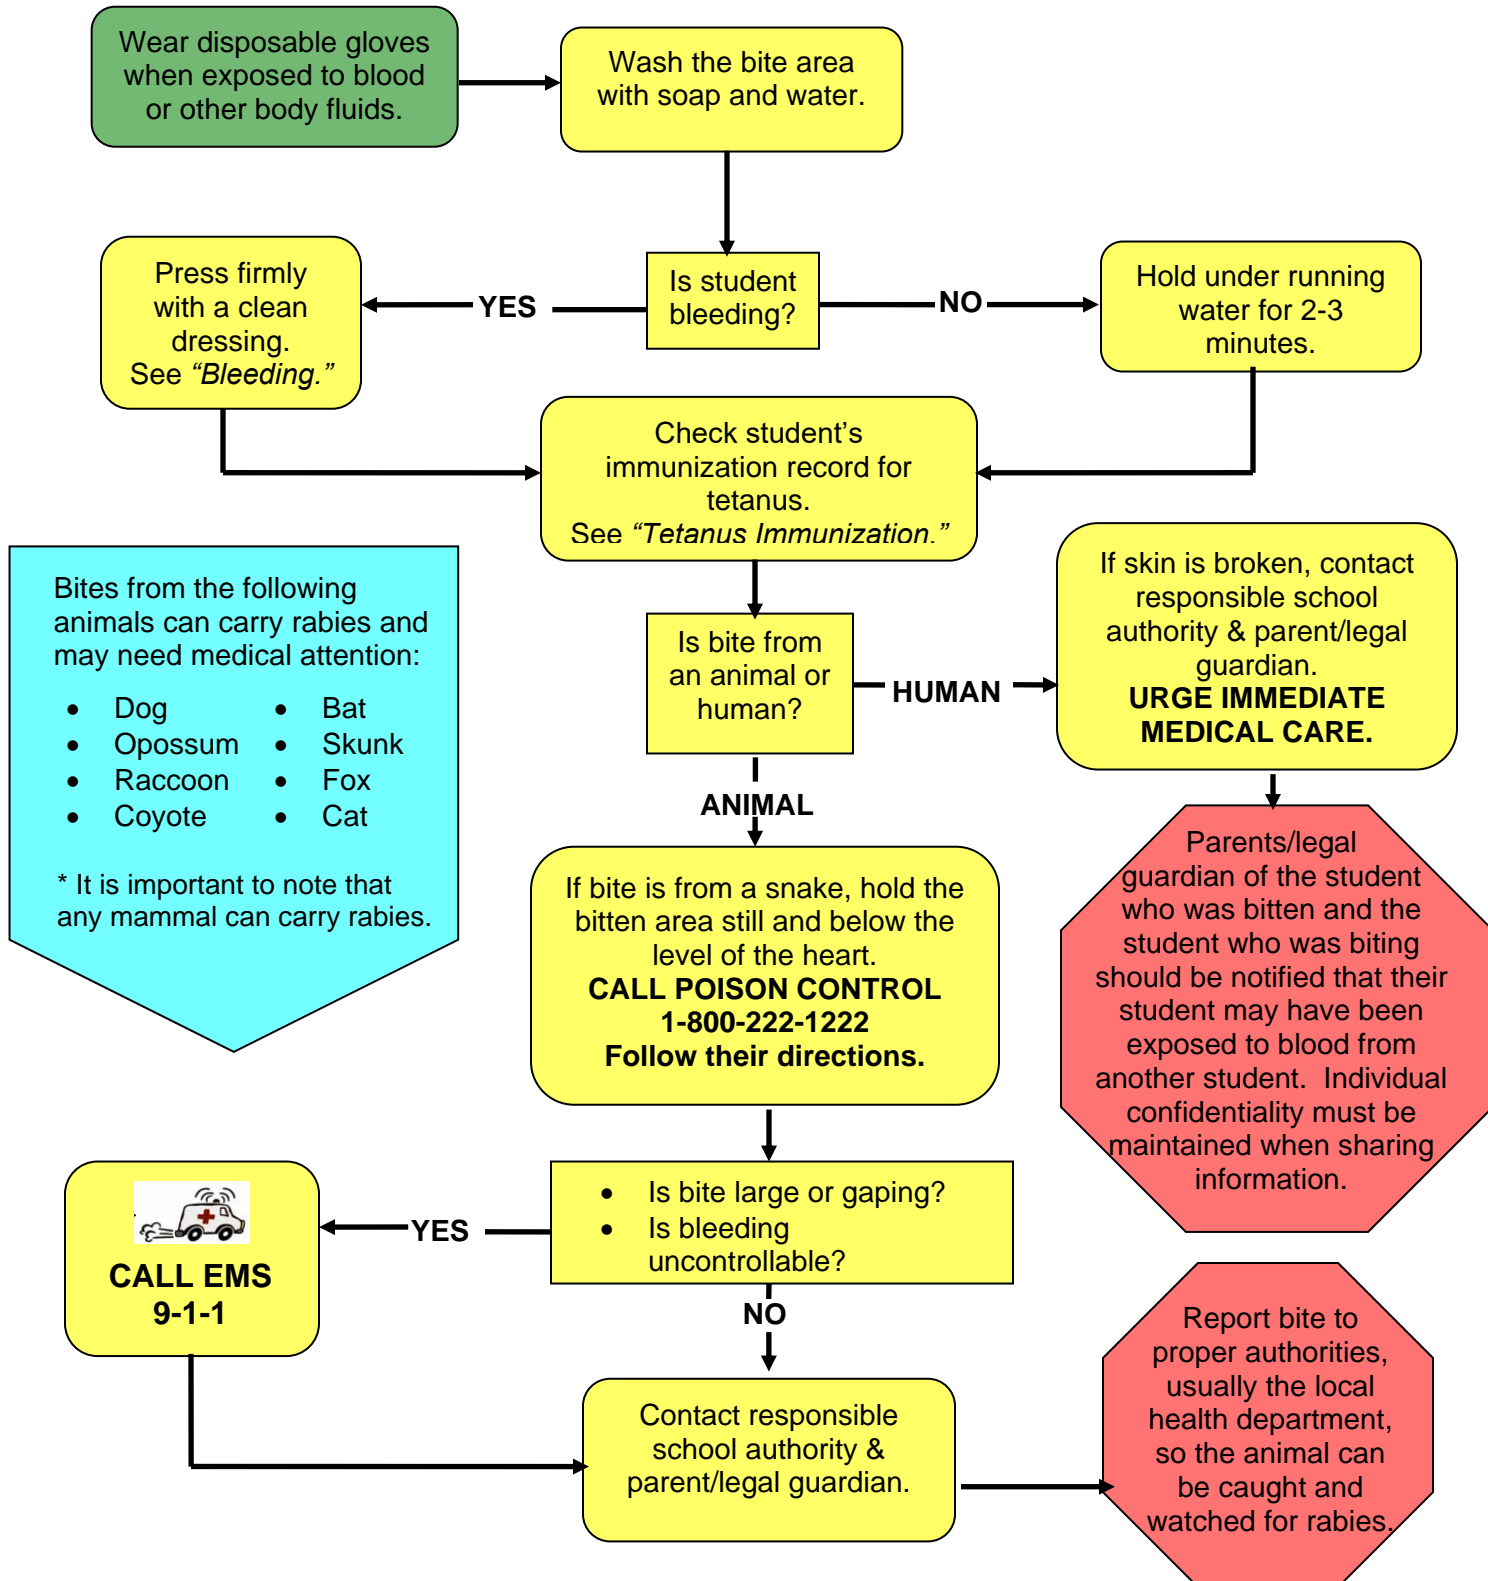 Wear disposable gloves
when exposed to blood
or other body fluids.
Wash the bite area
with soap and water.
Is student
bleeding?
YES
NO
Press firmly
with a clean
dressing.
See “Bleeding.”
Hold under running
water for 2-3
minutes.
Check student’s
immunization record for
tetanus.
See “Tetanus Immunization.”
Bites from the following
animals can carry rabies and
may need medical attention:
• Dog
• Opossum
• Raccoon
• Coyote
• Bat
• Skunk
• Fox
• Cat
* It is important to note that
any mammal can carry rabies.
Is bite from
an animal or
human?
HUMAN
If skin is broken, contact
responsible school
authority & parent/legal
guardian.
URGE IMMEDIATE
MEDICAL CARE.
ANIMAL
Parents/legal
guardian of the student
who was bitten and the
student who was biting
should be notified that their
student may have been
exposed to blood from
another student. Individual
confidentiality must be
maintained when sharing
information.
If bite is from a snake, hold the
bitten area still and below the
level of the heart.
CALL POISON CONTROL
1-800-222-1222
Follow their directions.
• Is bite large or gaping?
• Is bleeding
uncontrollable?
YES
NO
CALL EMS
9-1-1
Contact responsible
school authority &
parent/legal guardian.
Report bite to
proper authorities,
usually the local
health department,
so the animal can
be caught and
watched for rabies.